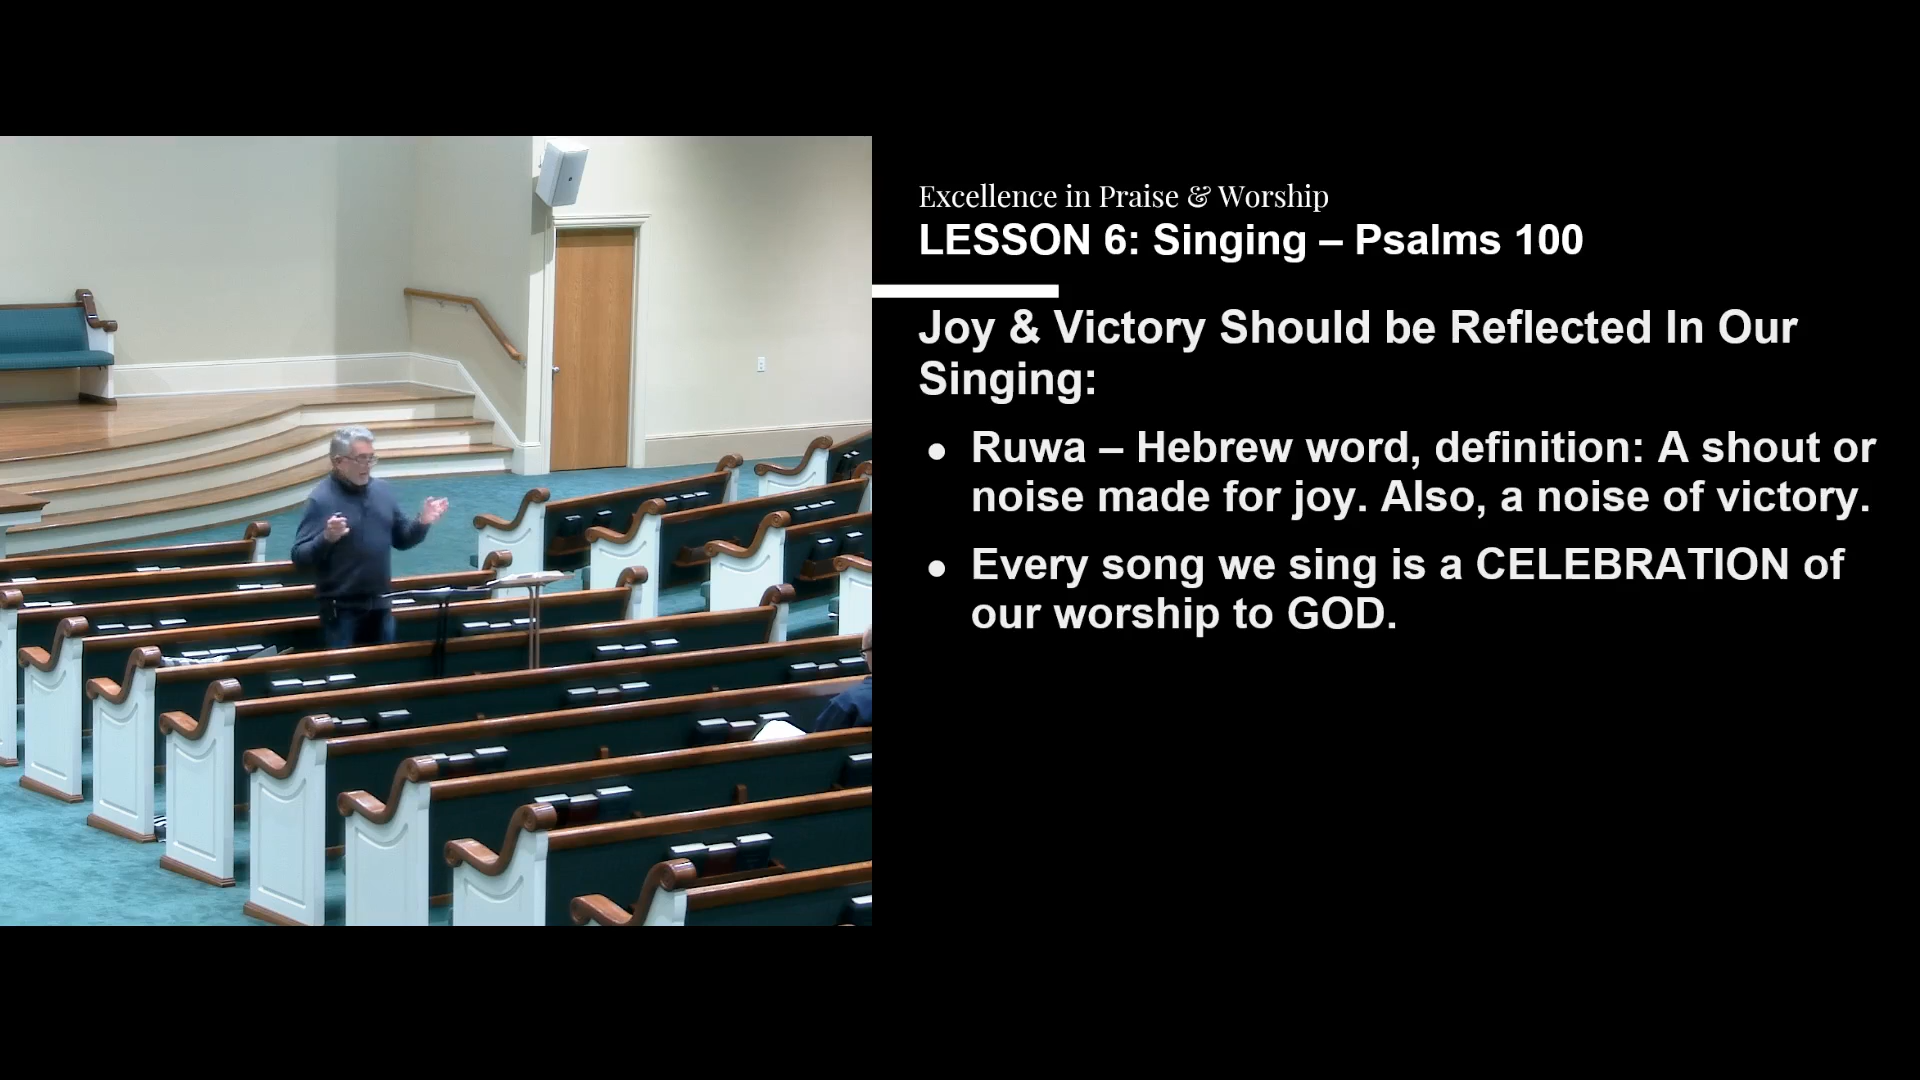 Excellence in Praise & Worship
LESSON 6: Singing – Psalms 100
Joy & Victory Should be Reflected In Our
Singing:
● Ruwa – Hebrew word, definition: A shout or
noise made for joy. Also, a noise of victory.
● Every song we sing is a CELEBRATION of
our worship to GOD.